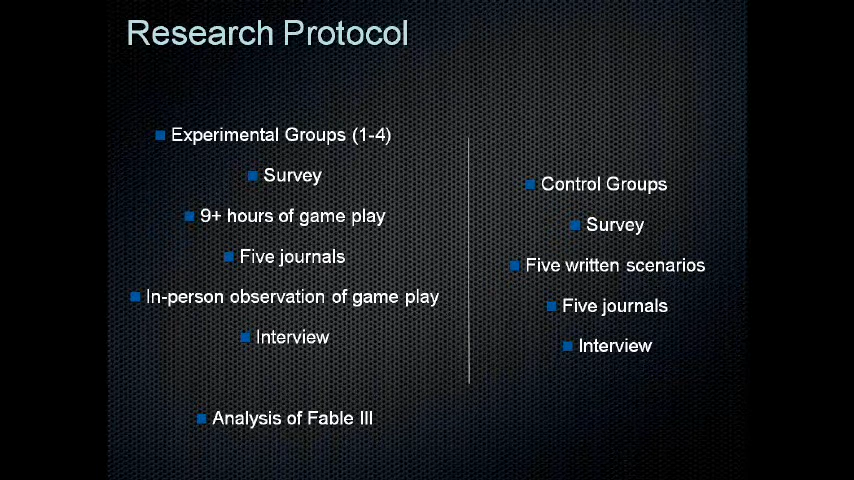 Research Protocol
Experimental Groups (1-4)
Survey
9+ hours of game play
Five journals
In-person observation of game play
Interview
Analysis of Fable III
Control Groups
Survey
Five written scenarios
Five journals
Interview